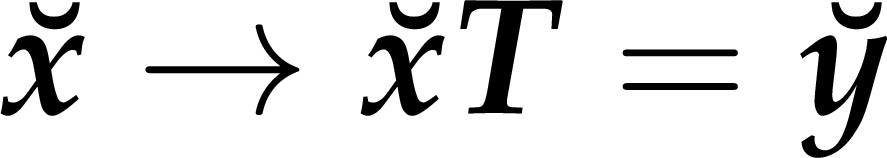 x̆ → x̆T = y̆